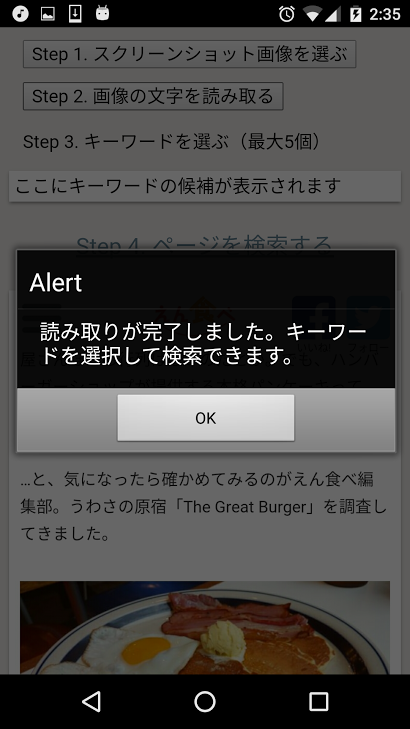 2:35
Step 1. スクリーンショット画像を選ぶ
Step 2. 画像の文字を読み取る
Step 3. キーワードを選ぶ（最大5個）
ここにキーワードの候補が表示されます
Step 4. ページを検索する
Alert
読み取りが完了しました。キーワー
ドを選択して検索できます。
OK
…と、気になったら確かめてみるのがえん食べ編
集部。うわさの原宿「The Great Burger」を調査し
てきました。